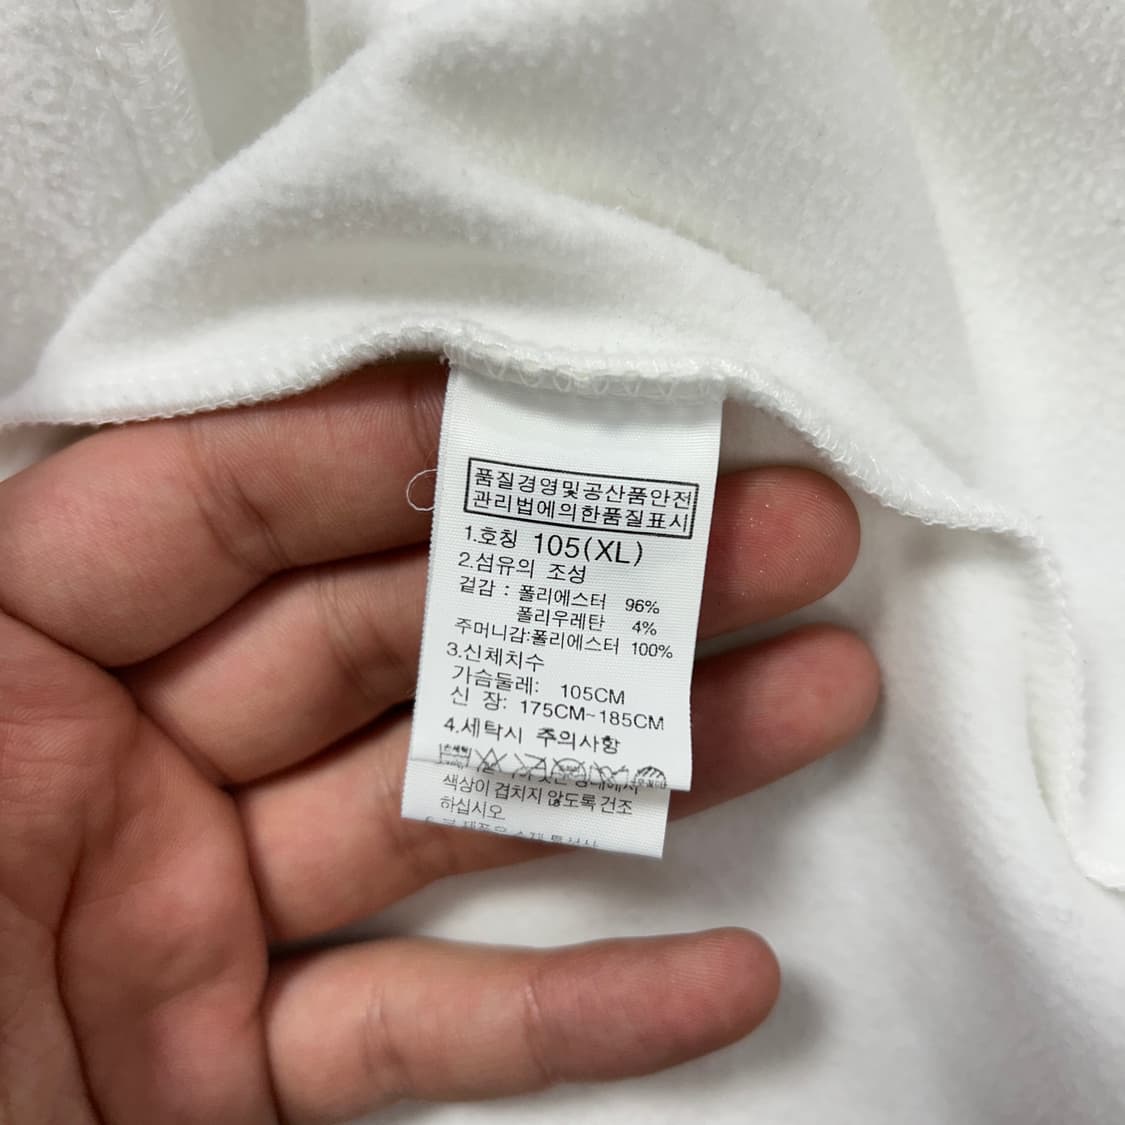 품질경영및공산품안전
관리법에의한품질표시
1.호칭 105(XL)
2.섬유의 조성
겉감 : 폴리에스터 96%
폴리우레탄 4%
주머니감:폴리에스터 100%
3.신체치수
가슴둘레: 105CM
신 장: 175CM~185CM
4.세탁시 주의사항
손세탁
색상이 겹치지 않도록 건조
하십시오